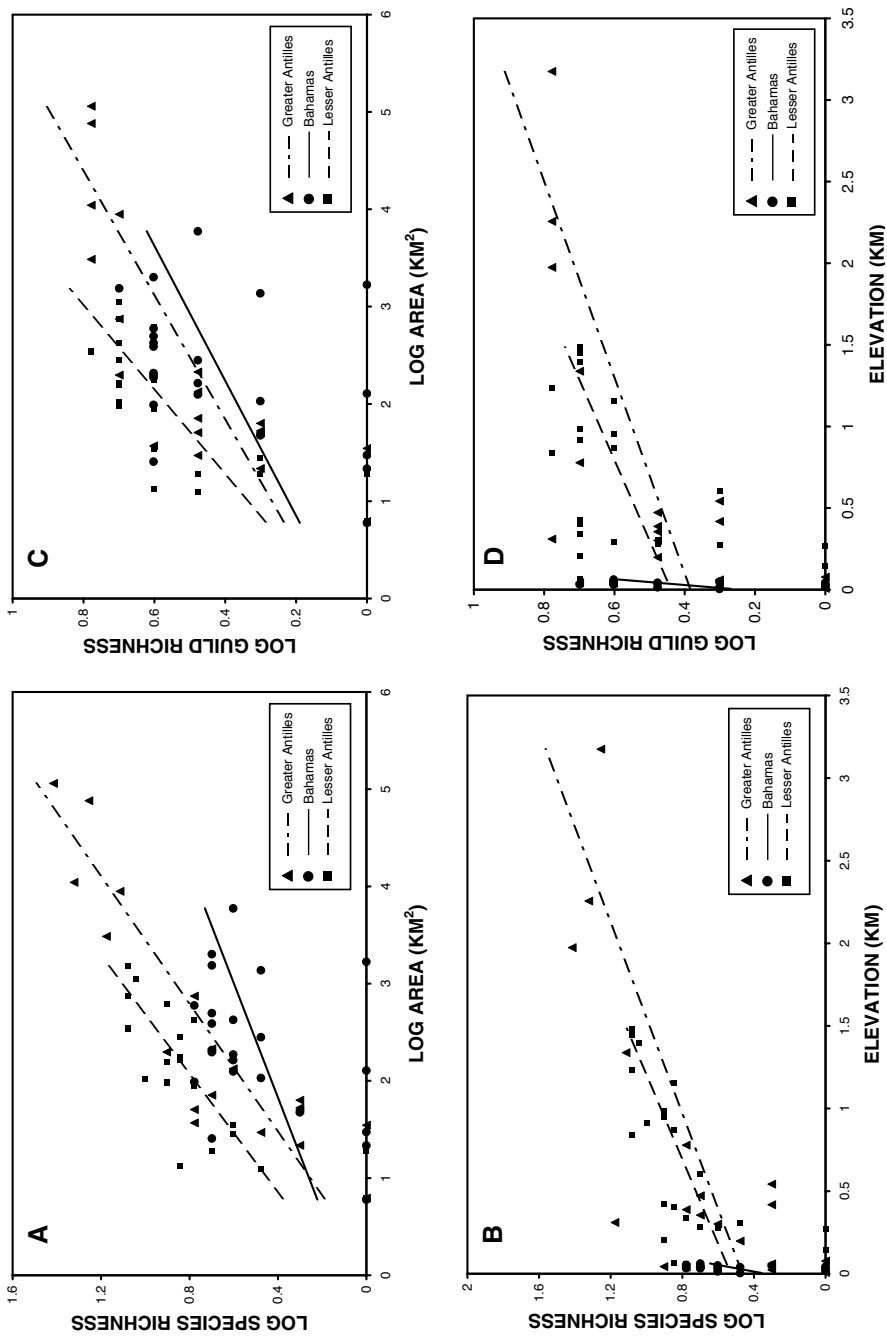 A
LOG SPECIES RICHNESS
1.6
1.2
0.8
0.4
0
0
1
2
3
4
5
6
LOG AREA (KM²)
Greater Antilles
Bahamas
Lesser Antilles
C
LOG GUILD RICHNESS
1
0.8
0.6
0.4
0.2
0
0
1
2
3
4
5
6
LOG AREA (KM²)
Greater Antilles
Bahamas
Lesser Antilles
B
LOG SPECIES RICHNESS
2
1.6
1.2
0.8
0.4
0
0
0.5
1
1.5
2
2.5
3
3.5
ELEVATION (KM)
Greater Antilles
Bahamas
Lesser Antilles
D
LOG GUILD RICHNESS
1
0.8
0.6
0.4
0.2
0
0
0.5
1
1.5
2
2.5
3
3.5
ELEVATION (KM)
Greater Antilles
Bahamas
Lesser Antilles